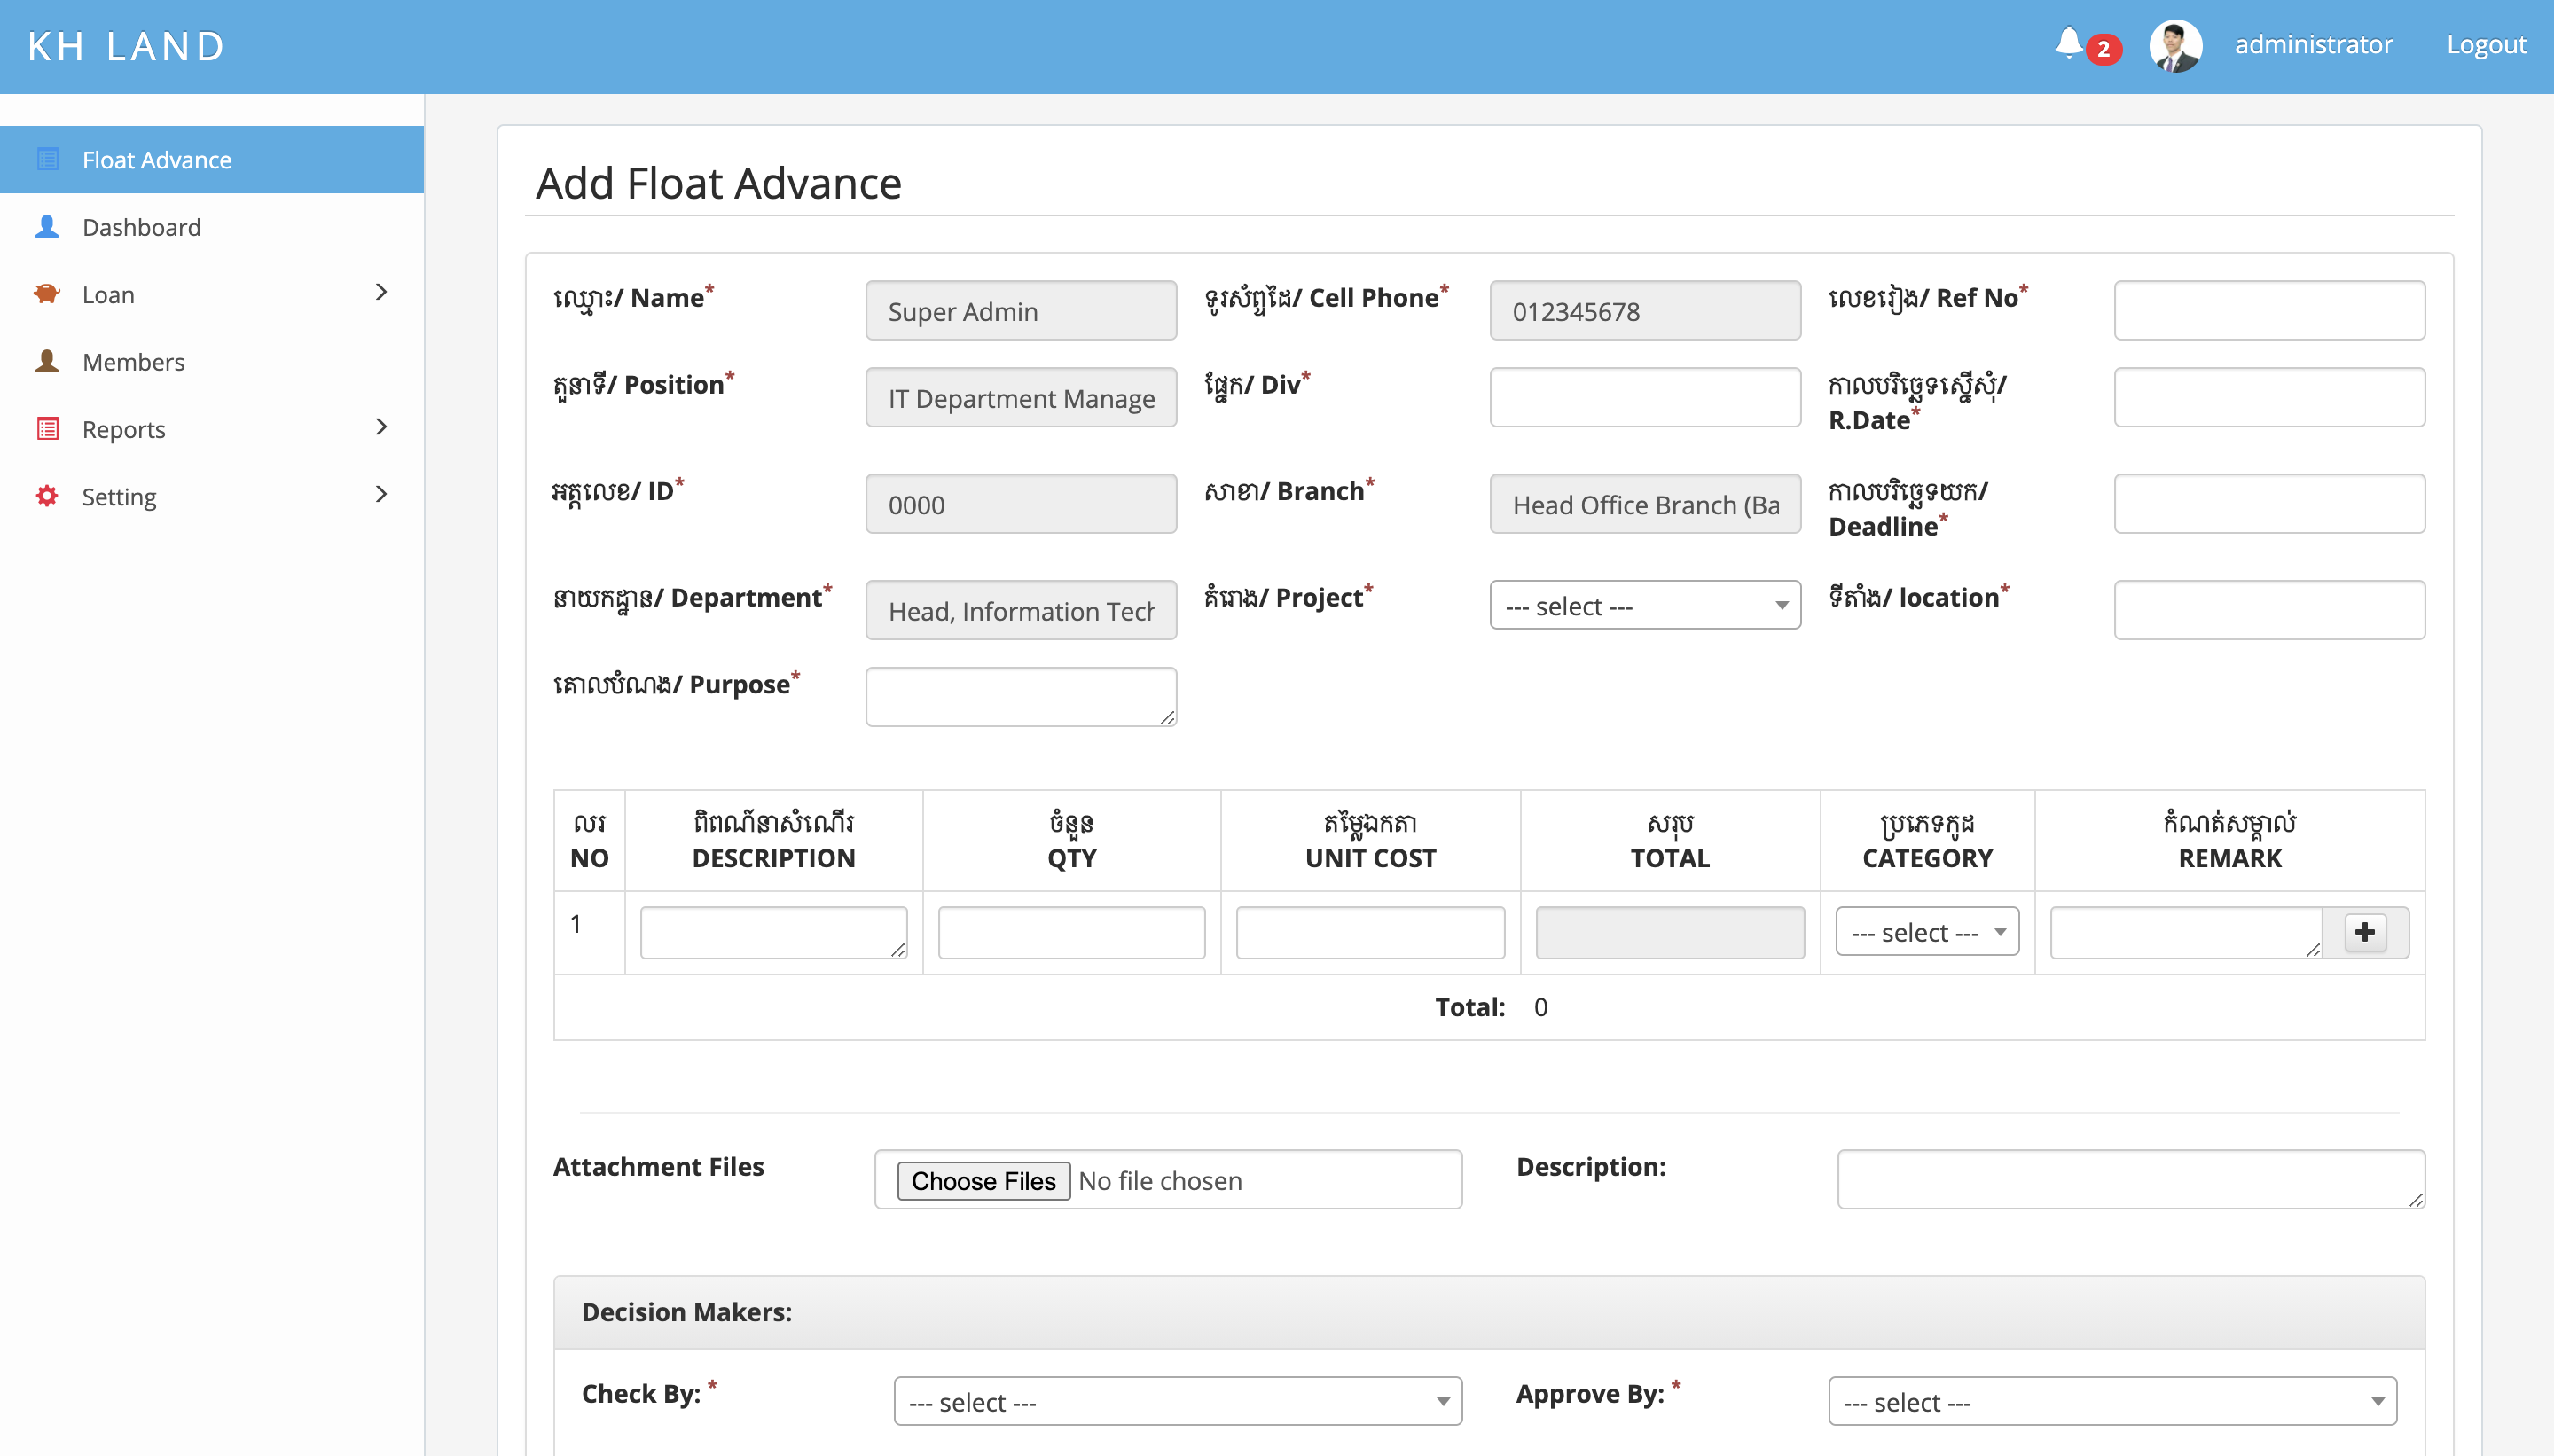 KH LAND
2
administrator
Logout
Float Advance
Dashboard
Loan
Members
Reports
Setting
Add Float Advance
ឈ្មោះ/ Name*
Super Admin
ទូរស័ព្ទដៃ/ Cell Phone*
012345678
លេខរៀង/ Ref No*
តួនាទី/ Position*
IT Department Manage
ផ្នែក/ Div*
កាលបរិច្ឆេទស្នើសុំ/
R.Date*
អត្តលេខ/ ID*
0000
សាខា/ Branch*
Head Office Branch (Ba
កាលបរិច្ឆេទយក/
Deadline*
នាយកដ្ឋាន/ Department*
Head, Information Tech
គំរោង/ Project*
--- select ---
ទីតាំង/ location*
គោលបំណង/ Purpose*
លរ
NO
ពិពណ៌នាសំណើរ
DESCRIPTION
ចំនួន
QTY
តម្លៃឯកតា
UNIT COST
សរុប
TOTAL
ប្រភេទកូដ
CATEGORY
កំណត់សម្គាល់
REMARK
1
--- select ---
Total: 0
Attachment Files
Choose Files No file chosen
Description:
Decision Makers:
Check By: *
--- select ---
Approve By: *
--- select ---